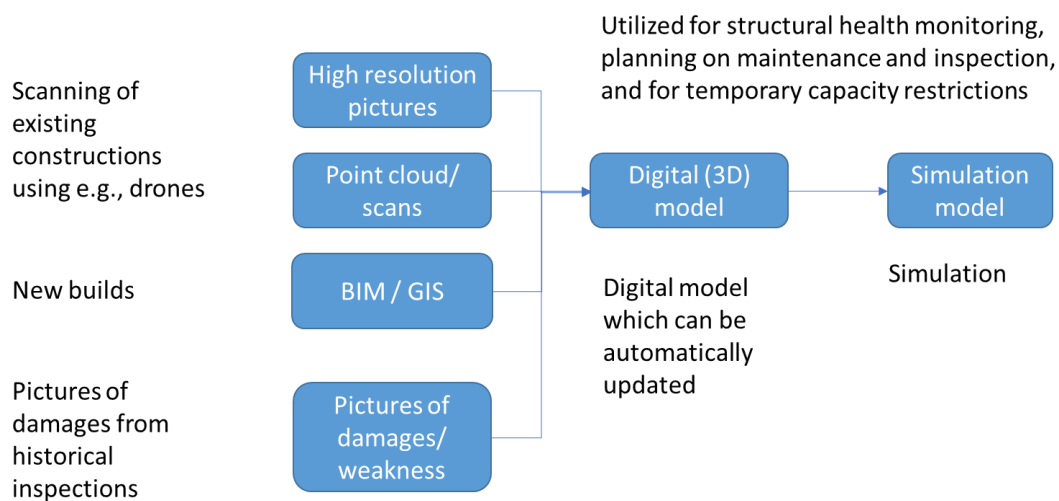 Utilized for structural health monitoring,
planning on maintenance and inspection,
and for temporary capacity restrictions
Scanning of
existing
constructions
using e.g., drones
High resolution
pictures
Point cloud/
scans
Digital (3D)
model
Simulation
model
New builds
BIM / GIS
Digital model
which can be
automatically
updated
Simulation
Pictures of
damages from
historical
inspections
Pictures of
damages/
weakness